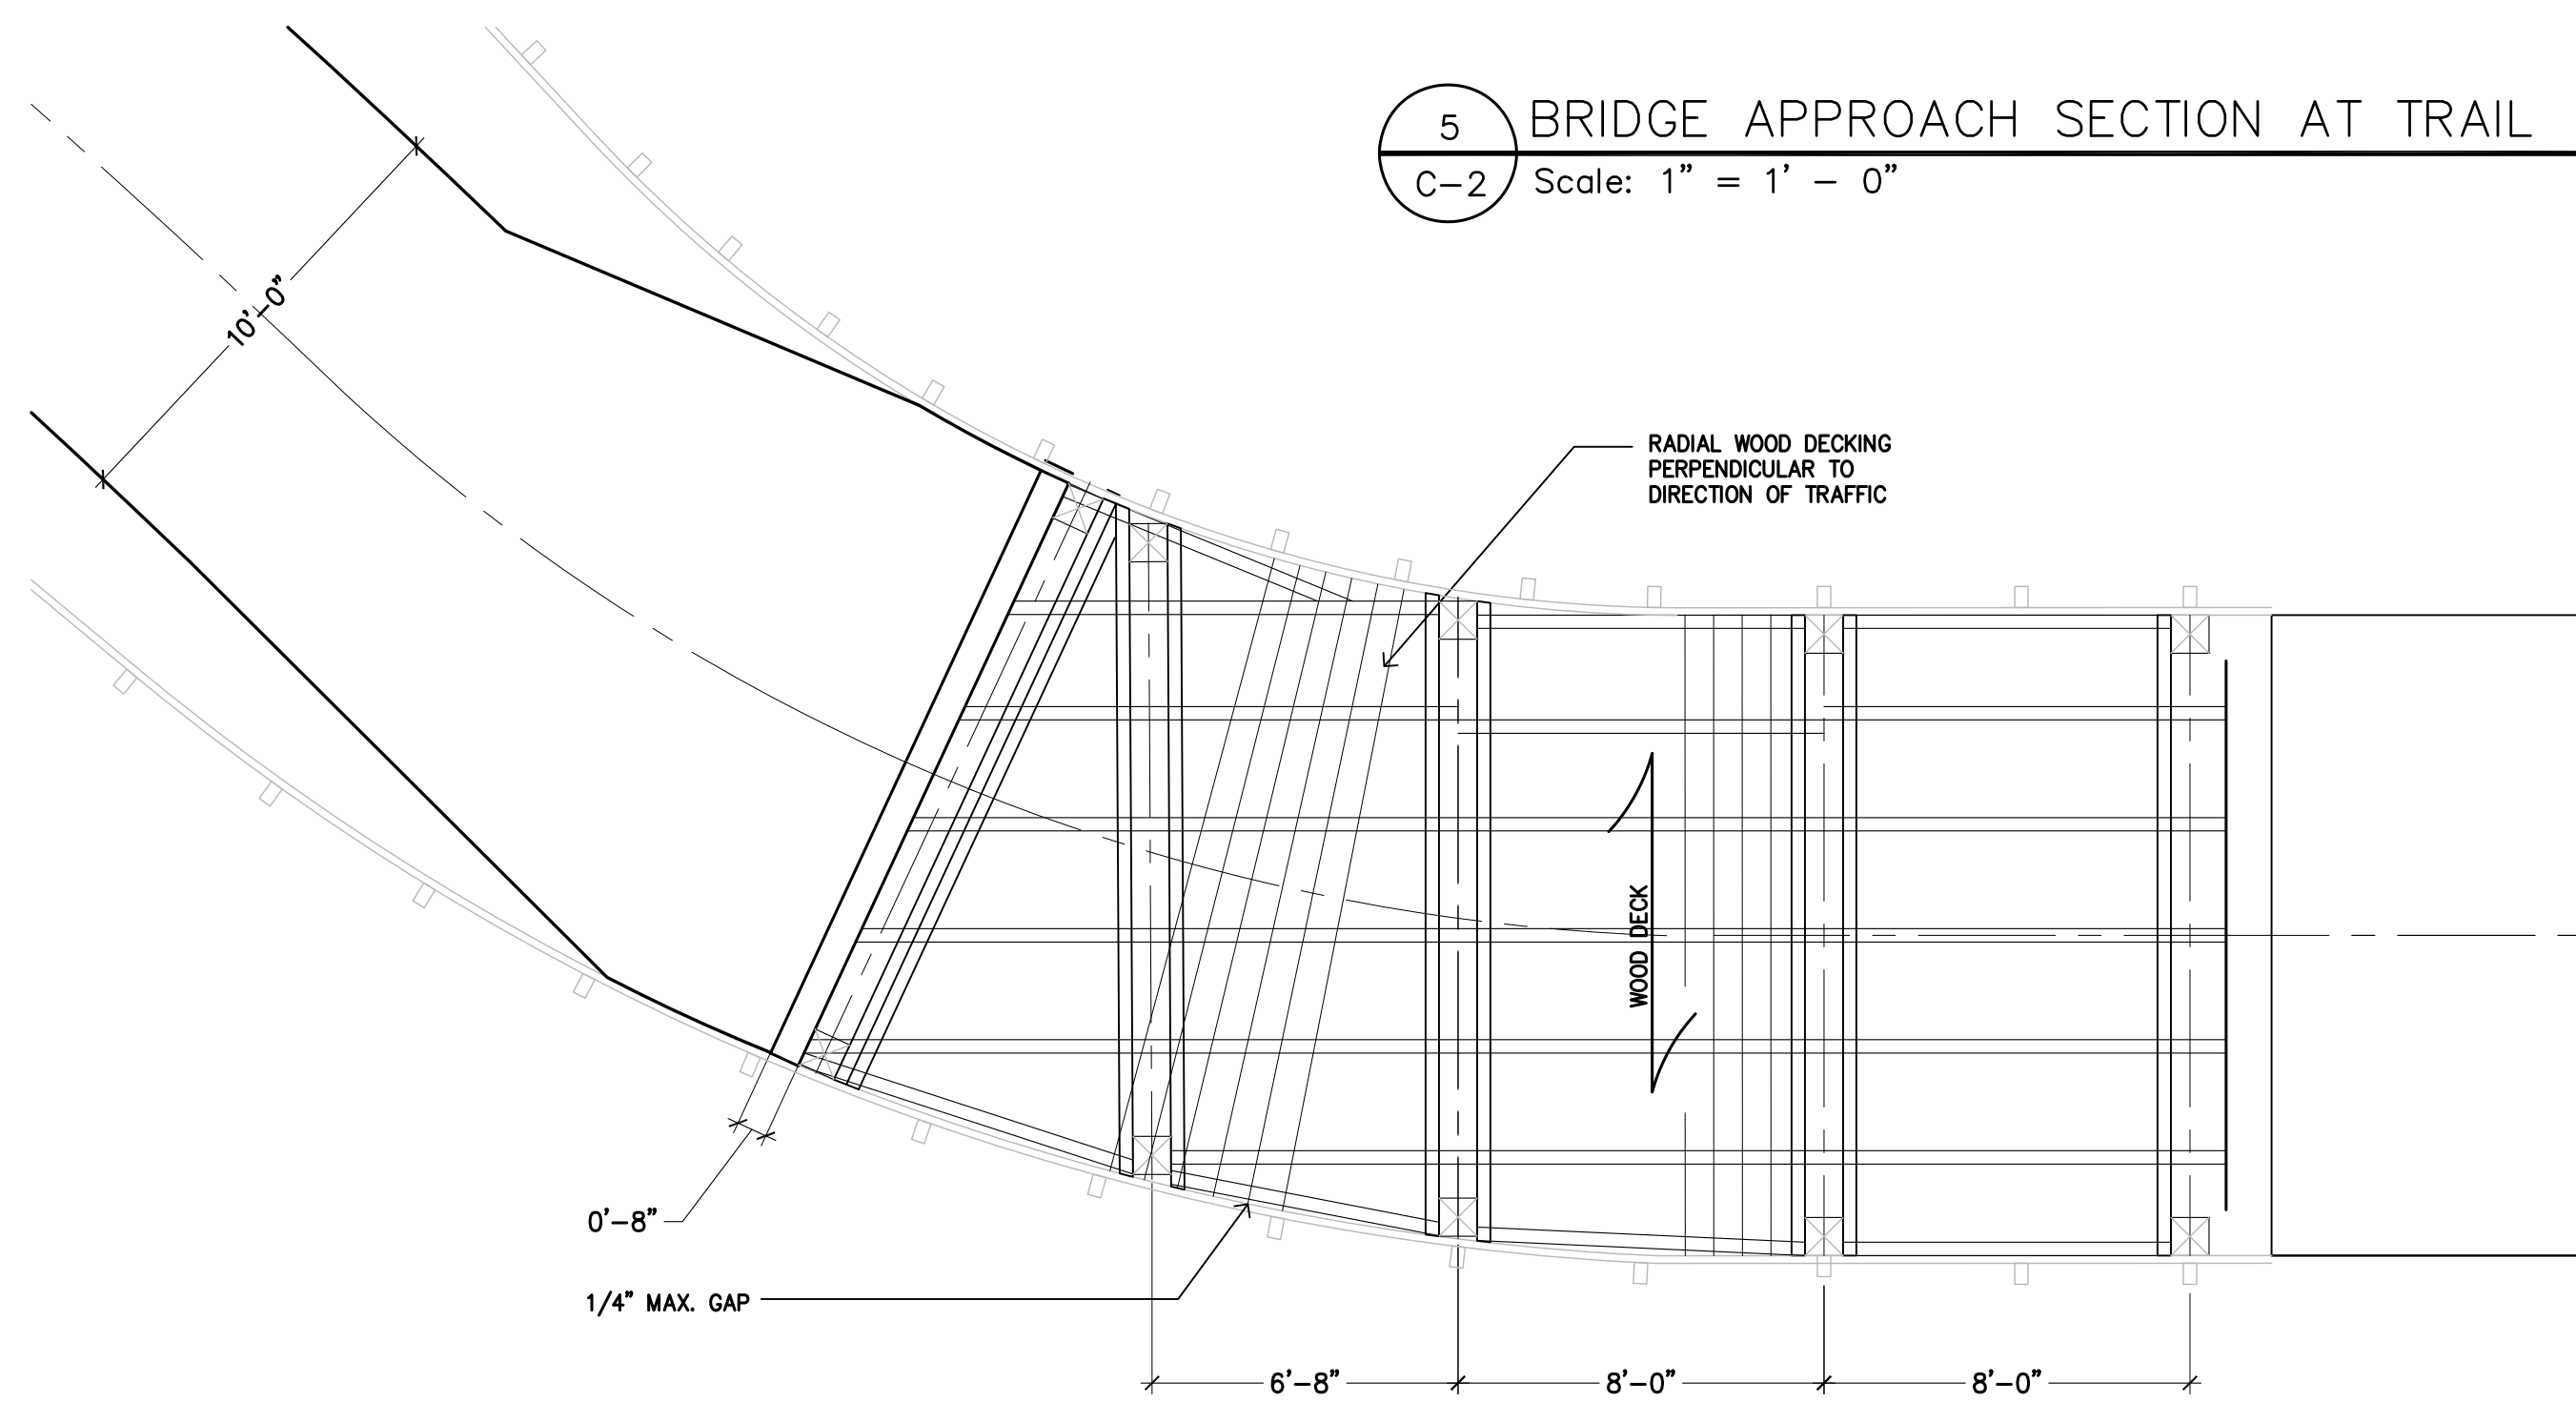 5
BRIDGE APPROACH SECTION AT TRAIL
C-2
Scale: 1" = 1' - 0"
10'-0"
RADIAL WOOD DECKING
PERPENDICULAR TO
DIRECTION OF TRAFFIC
WOOD DECK
0'-8"
1/4" MAX. GAP
6'-8"
8'-0"
8'-0"